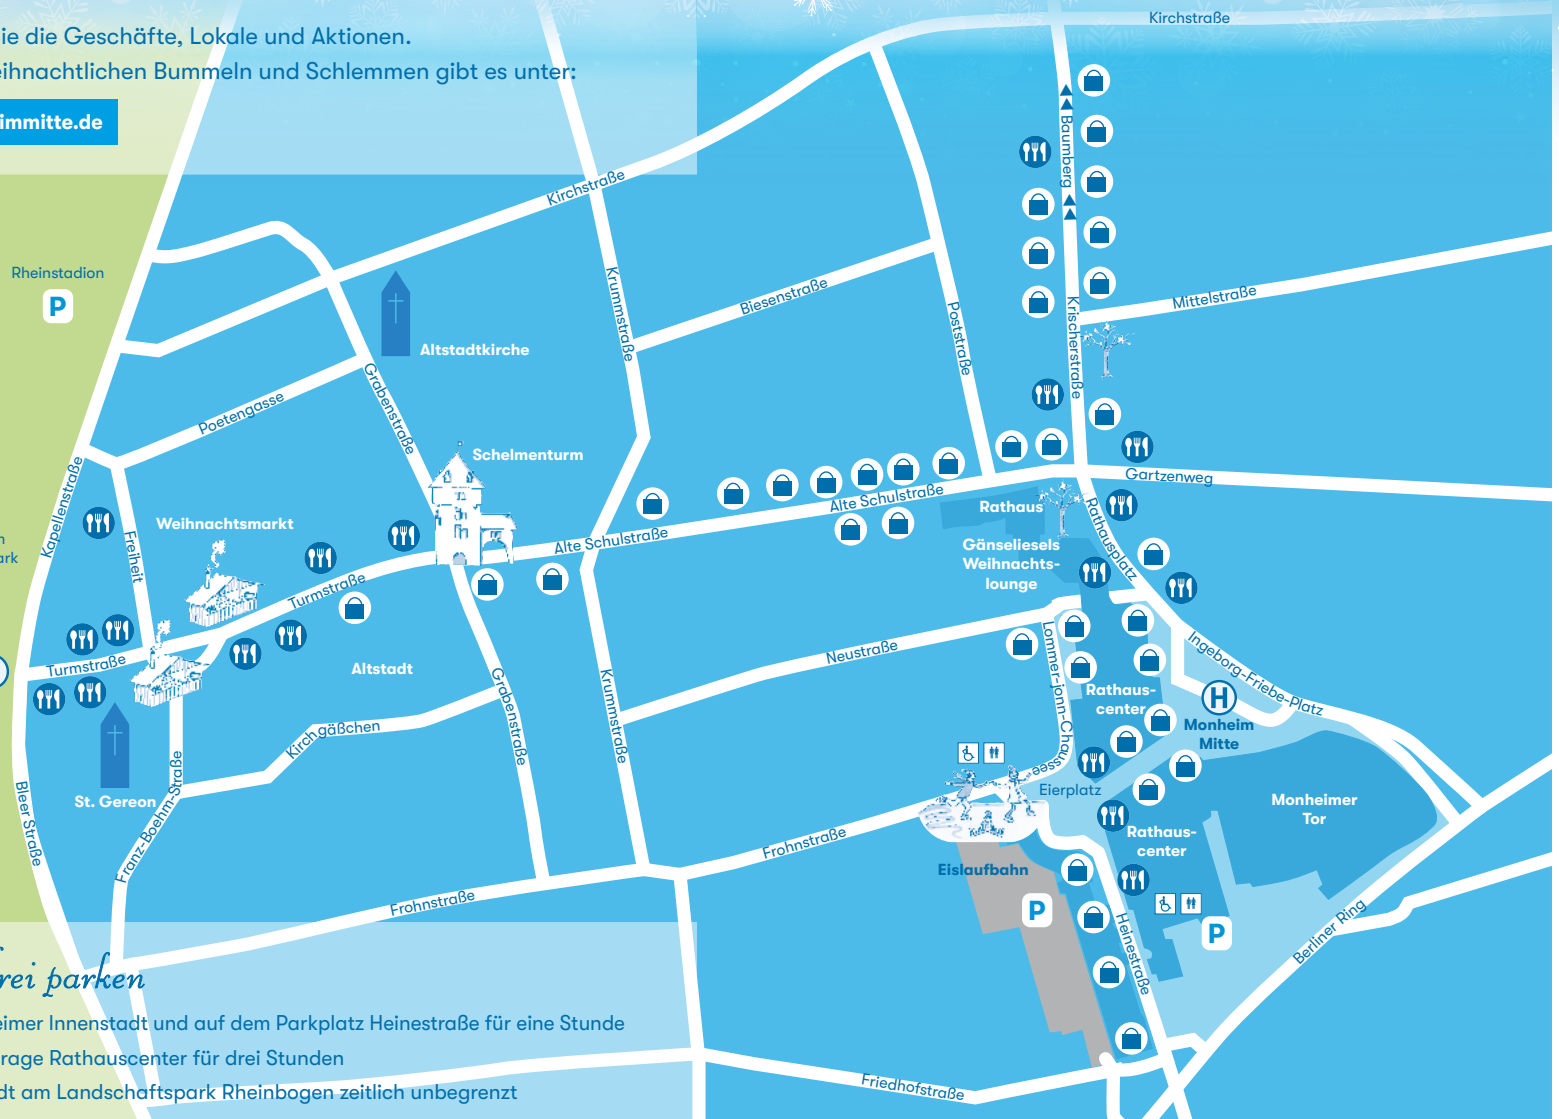 ie die Geschäfte, Lokale und Aktionen.
eihnachtlichen Bummeln und Schlemmen gibt es unter:
immitte.de
Kirchstraße
Baumberg
Kirchstraße
Rheinstadion
P
Krummstraße
Biesenstraße
Poststraße
Krischerstraße
Mittelstraße
Altstadtkirche
Grabenstraße
Poetengasse
Schelmenturm
Kapellenstraße
Weihnachtsmarkt
Freiheit
Alte Schulstraße
Alte Schulstraße
Gartzenweg
Rathaus
Rathausplatz
Gänseliesels
Weihnachts-
lounge
n
ark
Turmstraße
Turmstraße
Altstadt
Neustraße
Lommer-jonn-Chaussee
Ingeborg-Friebe-Platz
Rathaus-
center
H
Monheim
Mitte
Grabenstraße
Krummstraße
Kirchgäßchen
St. Gereon
Franz-Boehm-Straße
Bleer Straße
Eierplatz
Monheimer
Tor
Rathaus-
center
Frohnstraße
Eislaufbahn
P
Frohnstraße
Heinestraße
P
Berliner Ring
rei parken
eimer Innenstadt und auf dem Parkplatz Heinestraße für eine Stunde
rage Rathauscenter für drei Stunden
dt am Landschaftspark Rheinbogen zeitlich unbegrenzt
Friedhofstraße